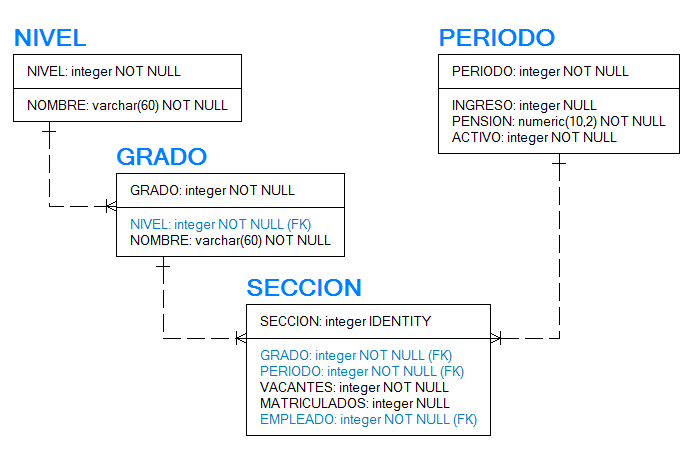 NIVEL
NIVEL: integer NOT NULL
NOMBRE: varchar(60) NOT NULL
PERIODO
PERIODO: integer NOT NULL
INGRESO: integer NULL
PENSION: numeric(10,2) NOT NULL
ACTIVO: integer NOT NULL
GRADO
GRADO: integer NOT NULL
NIVEL: integer NOT NULL (FK)
NOMBRE: varchar(60) NOT NULL
SECCION
SECCION: integer IDENTITY
GRADO: integer NOT NULL (FK)
PERIODO: integer NOT NULL (FK)
VACANTES: integer NOT NULL
MATRICULADOS: integer NULL
EMPLEADO: integer NOT NULL (FK)